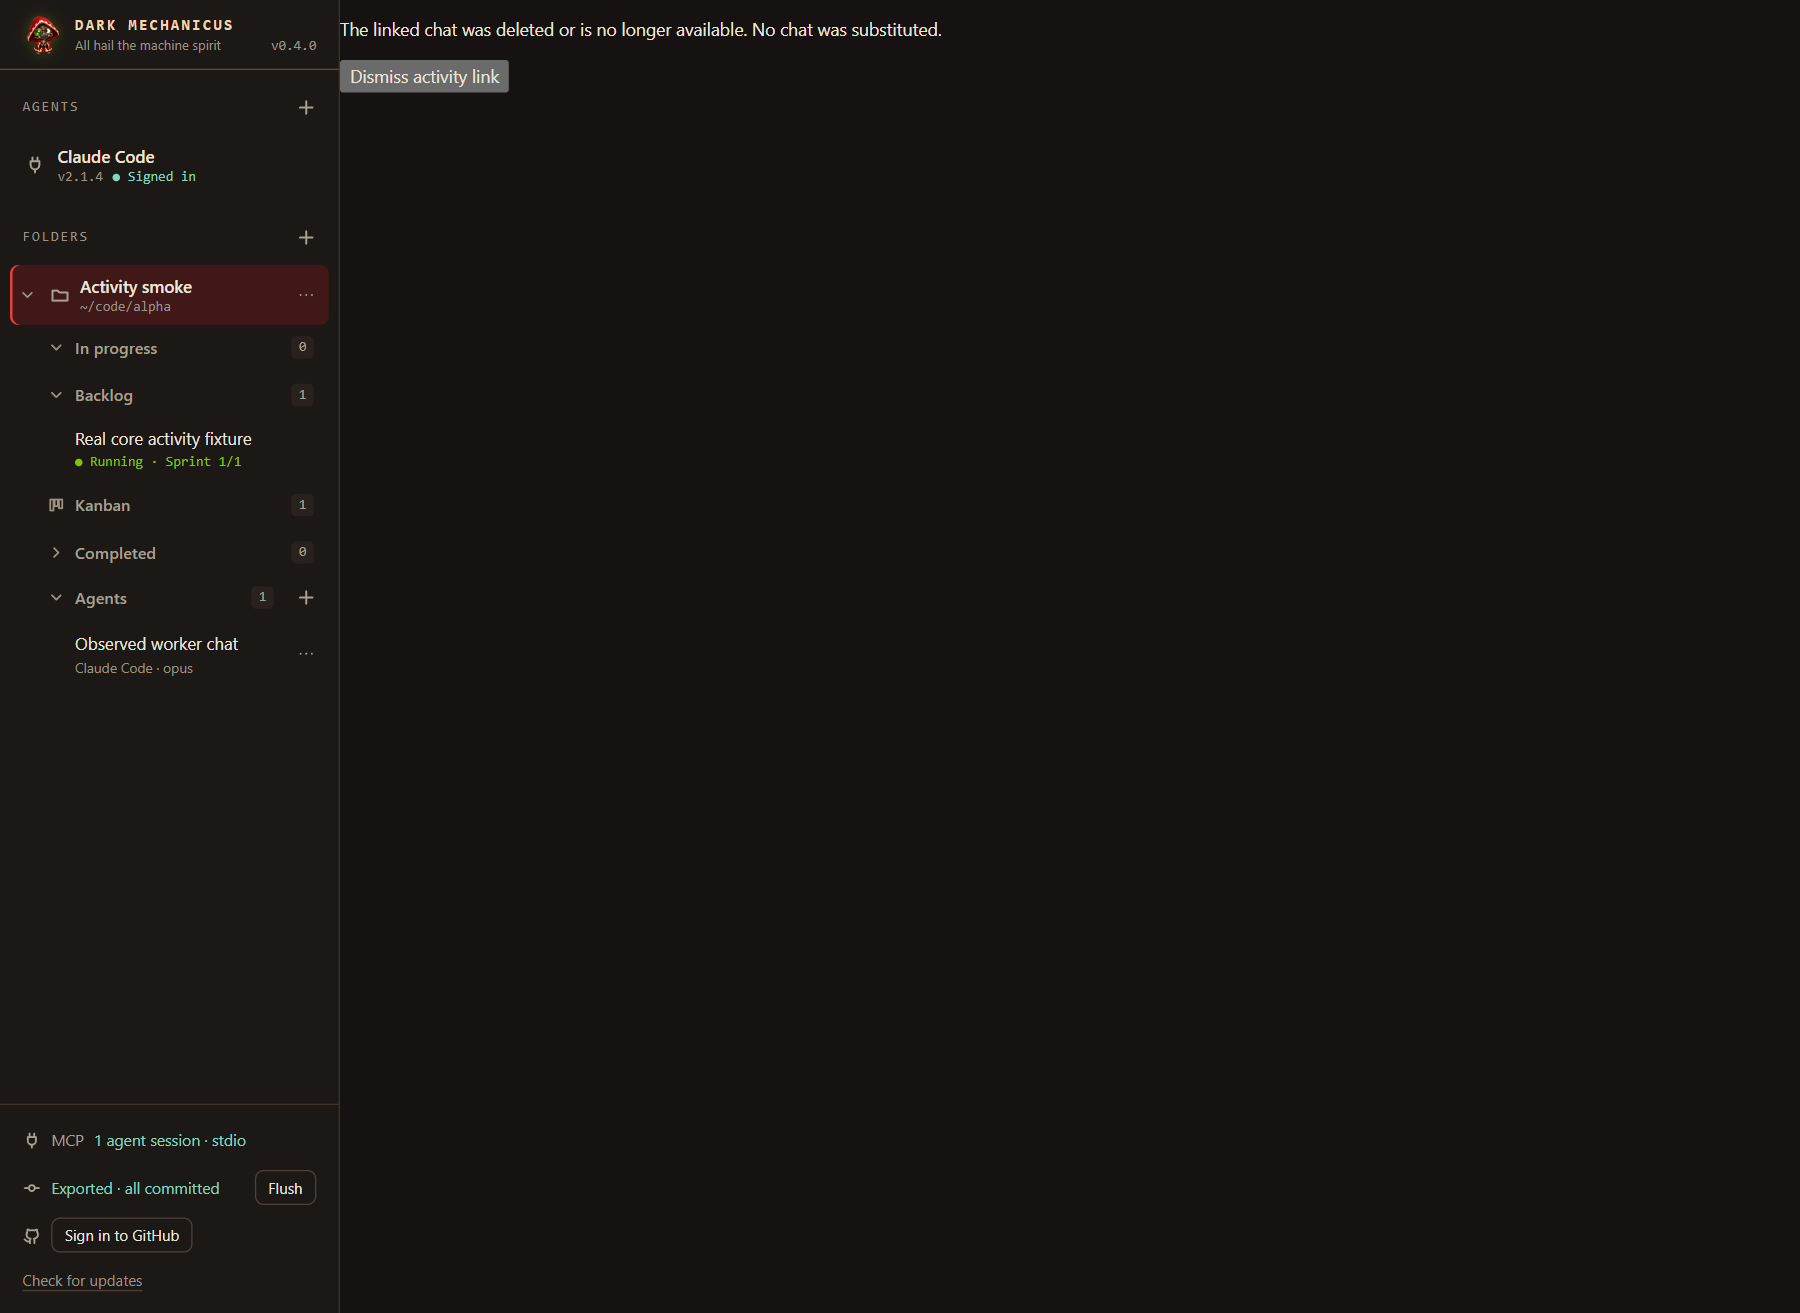 DARK MECHANICUS
All hail the machine spirit
v0.4.0
AGENTS
Claude Code
v2.1.4 ● Signed in
FOLDERS
Activity smoke
~/code/alpha
In progress
0
Backlog
1
Real core activity fixture
● Running · Sprint 1/1
Kanban
1
Completed
0
Agents
1
Observed worker chat
Claude Code · opus
MCP 1 agent session · stdio
Exported · all committed
Flush
Sign in to GitHub
Check for updates
The linked chat was deleted or is no longer available. No chat was substituted.
Dismiss activity link